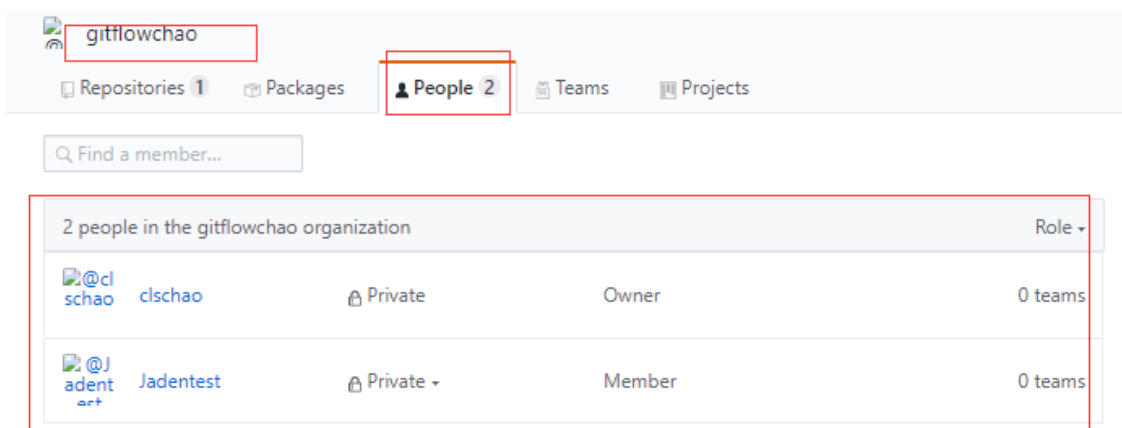 gitflowchao
Repositories 1 Packages People 2 Teams Projects
Find a member...
2 people in the gitflowchao organization Role
@cl
schao clschao Private Owner 0 teams
@J
adent Jadentest Private Member 0 teams
est